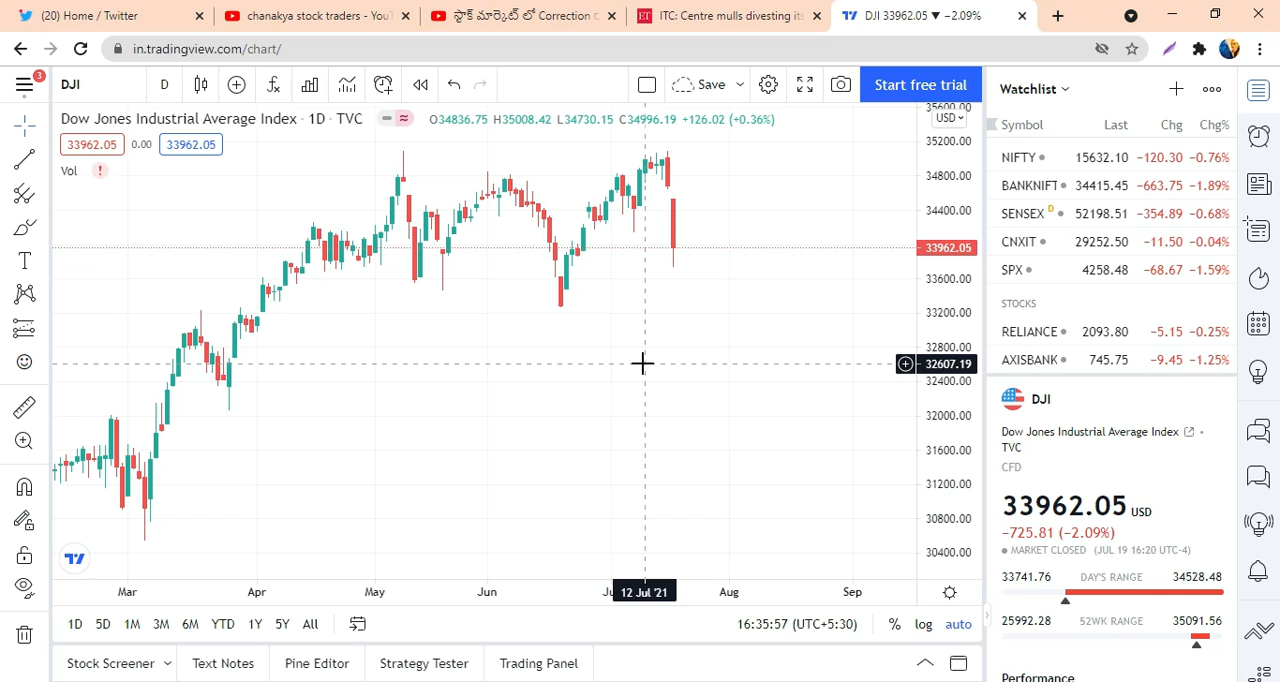 (20) Home / Twitter
chanakya stock traders - You
స్టాక్ మార్కెట్ లో Correction
ITC: Centre mulls divesting its
DJI 33962.05 ▼ −2.09%
in.tradingview.com/chart/
3
DJI
D
Save
Start free trial
Dow Jones Industrial Average Index · 1D · TVC
O34836.75 H35008.42 L34730.15 C34996.19 +126.02 (+0.36%)
33962.05 0.00 33962.05
Vol
USD
35600.00
35200.00
34800.00
34400.00
33962.05
33600.00
33200.00
32800.00
32607.19
32400.00
32000.00
31600.00
31200.00
30800.00
30400.00
Mar Apr May Jun 12 Jul '21 Aug Sep
1D 5D 1M 3M 6M YTD 1Y 5Y All
16:35:57 (UTC+5:30) % log auto
Stock Screener Text Notes Pine Editor Strategy Tester Trading Panel
Watchlist
Symbol Last Chg Chg%
NIFTY 15632.10 −120.30 −0.76%
BANKNIFT 34415.45 −663.75 −1.89%
SENSEX D 52198.51 −354.89 −0.68%
CNXIT 29252.50 −11.50 −0.04%
SPX 4258.48 −68.67 −1.59%
STOCKS
RELIANCE 2093.80 −5.15 −0.25%
AXISBANK 745.75 −9.45 −1.25%
DJI
Dow Jones Industrial Average Index
TVC
CFD
33962.05 USD
−725.81 (−2.09%)
MARKET CLOSED (JUL 19 16:20 UTC-4)
33741.76 DAY'S RANGE 34528.48
25992.28 52WK RANGE 35091.56
Performance